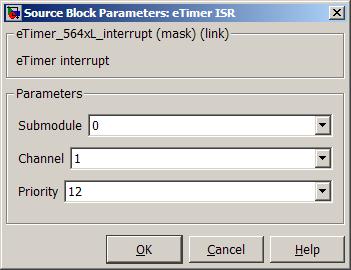 Source Block Parameters: eTimer ISR
eTimer_564xL_interrupt (mask) (link)
eTimer interrupt
Parameters
Submodule 0
Channel 1
Priority 12
OK Cancel Help